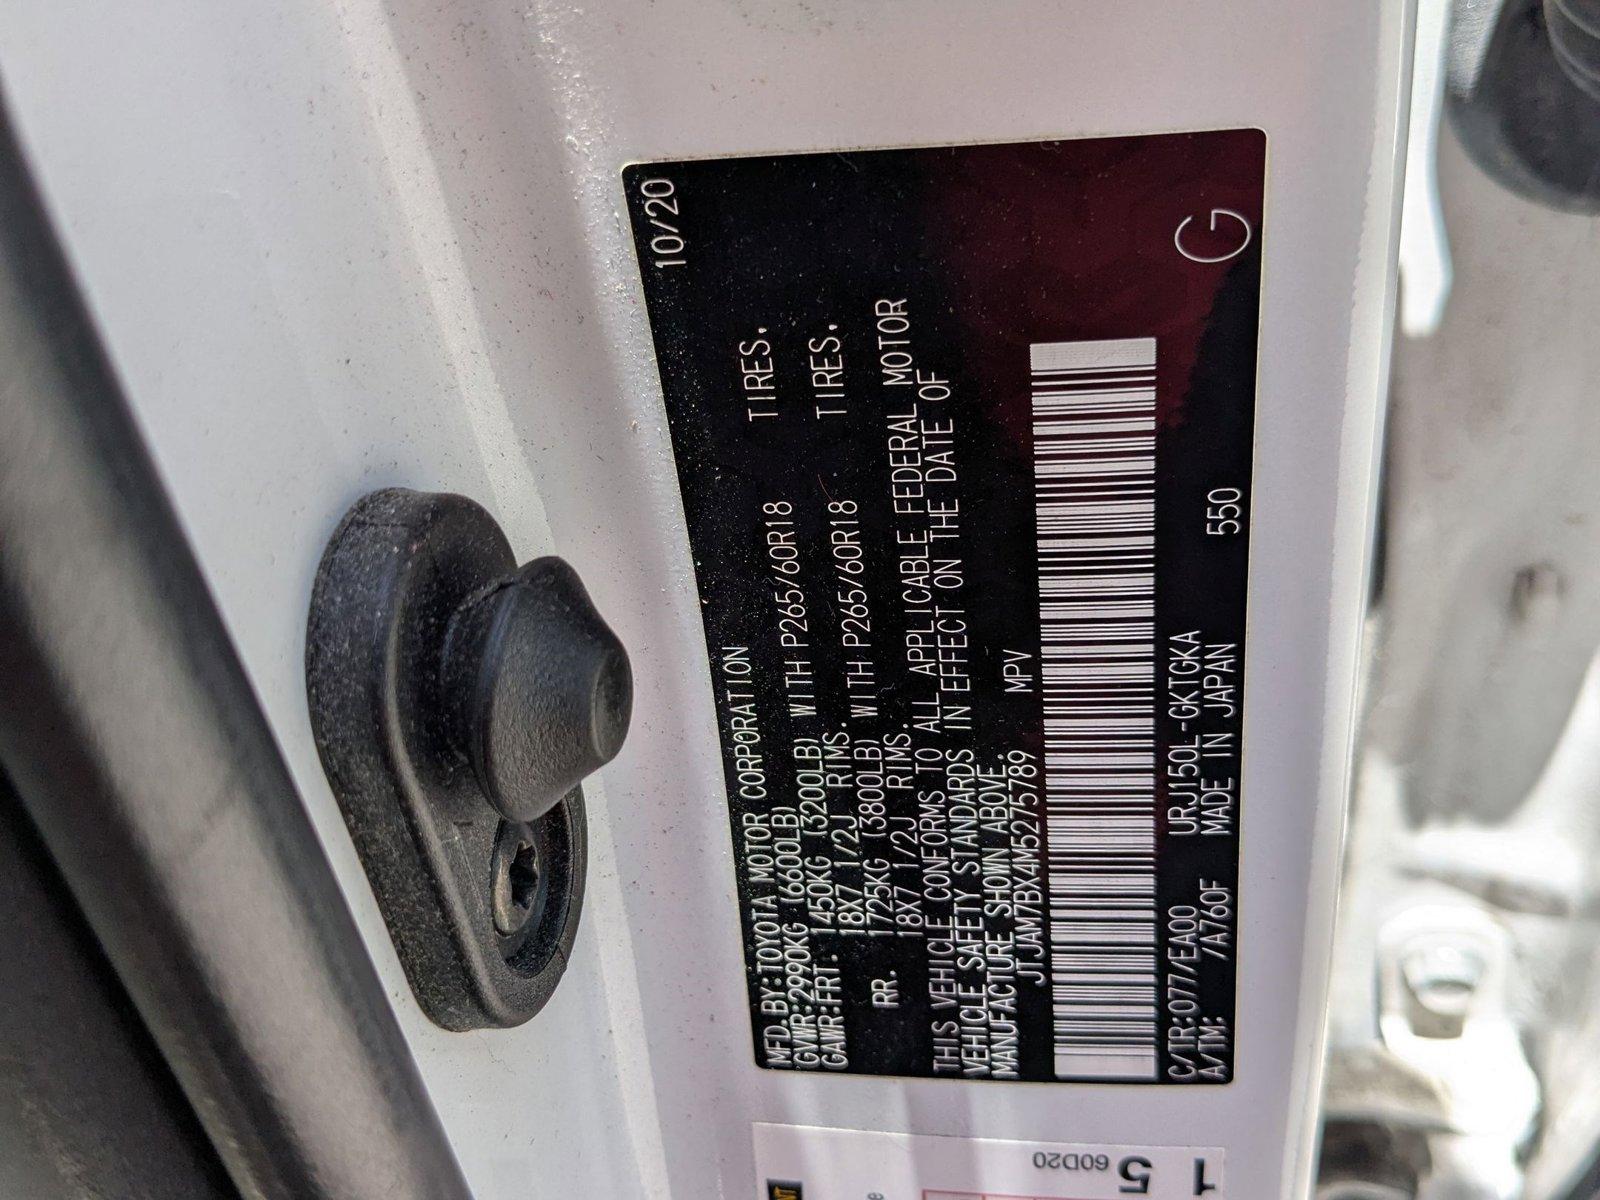 MFD.BY:TOYOTA MOTOR CORPORATION 10/20
GVWR:2990KG (6600LB)
GAWR:FRT. 1450KG (3200LB) WITH P265/60R18 TIRES.
18X7 1/2J RIMS.
RR. 1725KG (3800LB) WITH P265/60R18 TIRES.
18X7 1/2J RIMS.
THIS VEHICLE CONFORMS TO ALL APPLICABLE FEDERAL MOTOR
VEHICLE SAFETY STANDARDS IN EFFECT ON THE DATE OF
MANUFACTURE SHOWN ABOVE.
JTJAM7BX4M5275789 MPV
C/TR:077/EA00 URJ150L-GKTGKA
A/TM: /A760F MADE IN JAPAN 550
G
60D20
5
1